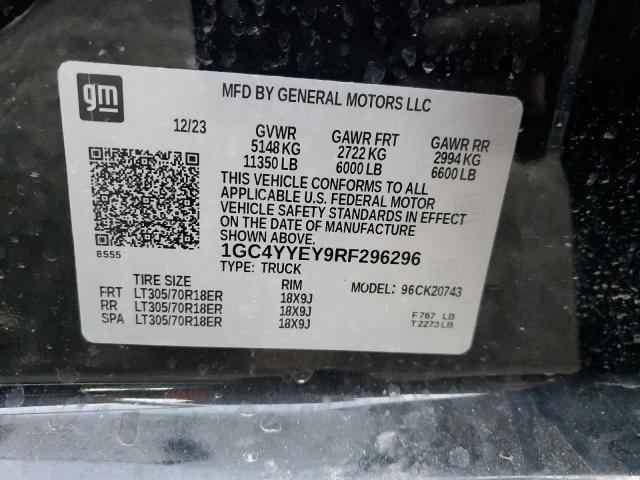 gm
MFD BY GENERAL MOTORS LLC
12/23 GVWR GAWR FRT GAWR RR
5148 KG 2722 KG 2994 KG
11350 LB 6000 LB 6600 LB
THIS VEHICLE CONFORMS TO ALL
APPLICABLE U.S. FEDERAL MOTOR
VEHICLE SAFETY STANDARDS IN EFFECT
ON THE DATE OF MANUFACTURE
SHOWN ABOVE.
8555 1GC4YYEY9RF296296
TYPE: TRUCK
TIRE SIZE RIM MODEL: 96CK20743
FRT LT305/70R18ER 18X9J
RR LT305/70R18ER 18X9J
SPA LT305/70R18ER 18X9J
F 767 LB
T 2273 LB